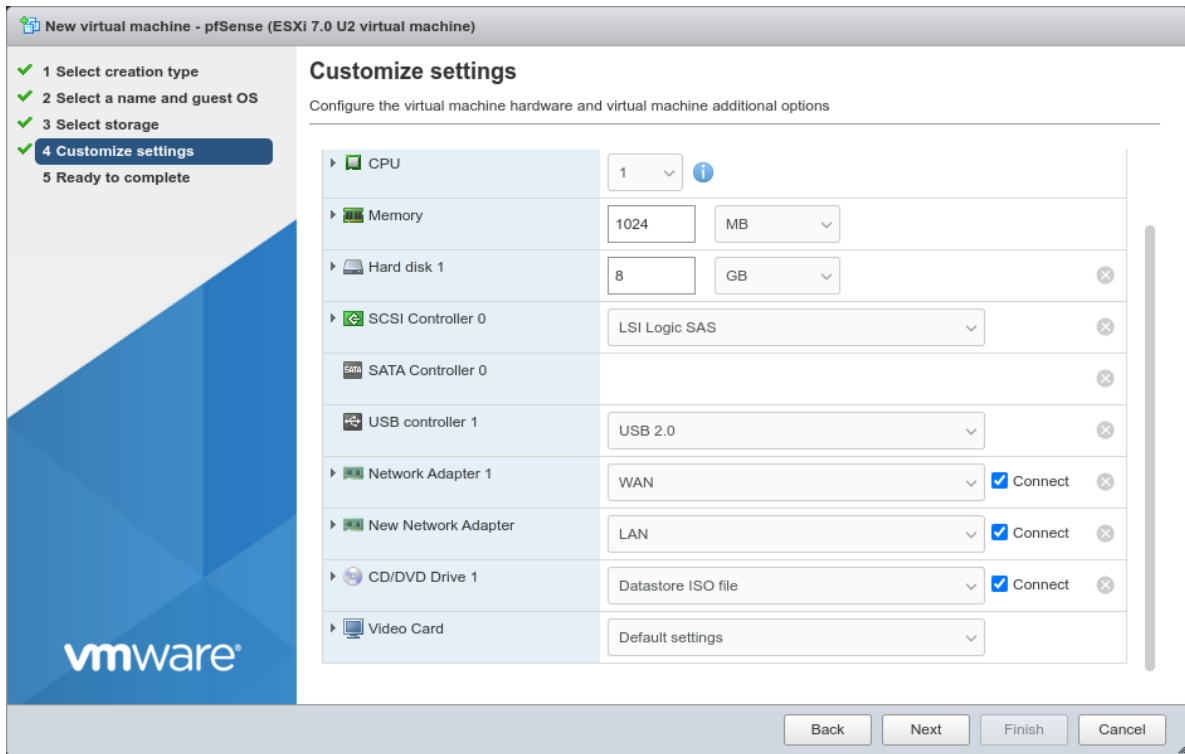 New virtual machine - pfSense (ESXi 7.0 U2 virtual machine)
1 Select creation type
2 Select a name and guest OS
3 Select storage
4 Customize settings
5 Ready to complete
Customize settings
Configure the virtual machine hardware and virtual machine additional options
CPU 1
Memory 1024 MB
Hard disk 1 8 GB
SCSI Controller 0 LSI Logic SAS
SATA SATA Controller 0
USB controller 1 USB 2.0
Network Adapter 1 WAN Connect
New Network Adapter LAN Connect
CD/DVD Drive 1 Datastore ISO file Connect
Video Card Default settings
vmware®
Back Next Finish Cancel